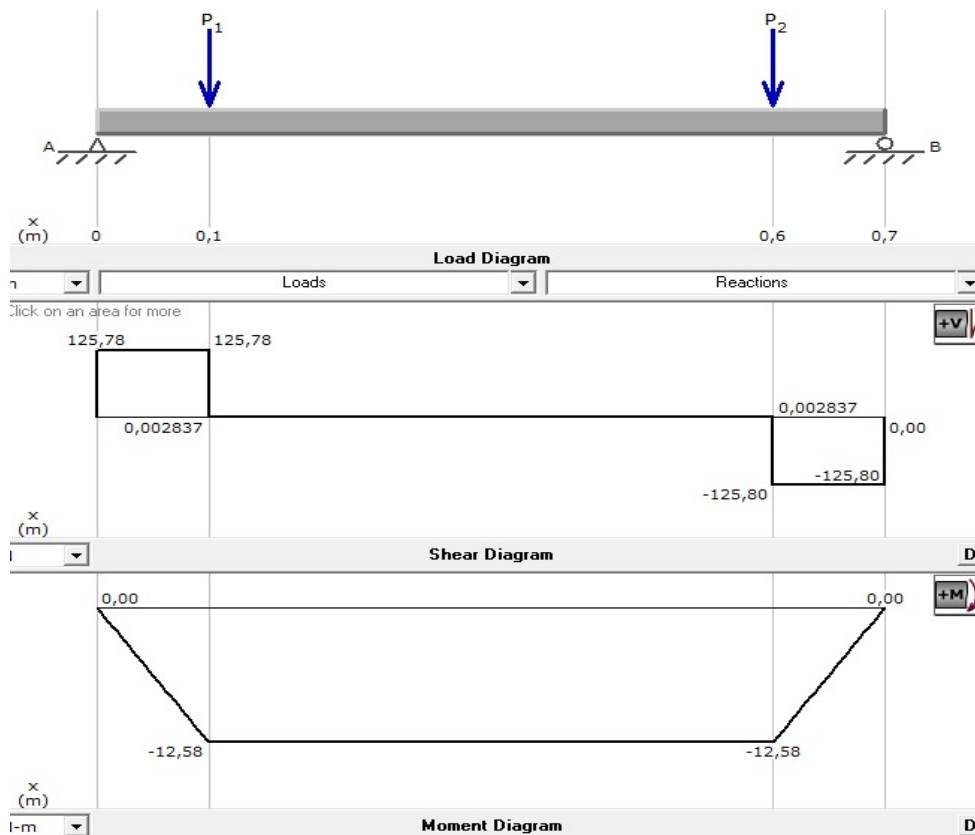 P1 P2
A B
x
(m) 0 0,1 0,6 0,7
Load Diagram
Loads Reactions
Click on an area for more
+V
125,78 125,78
0,002837 0,002837 0,00
-125,80 -125,80
x
(m)
Shear Diagram D
0,00 0,00
+M
-12,58 -12,58
x
(m)
-m Moment Diagram D